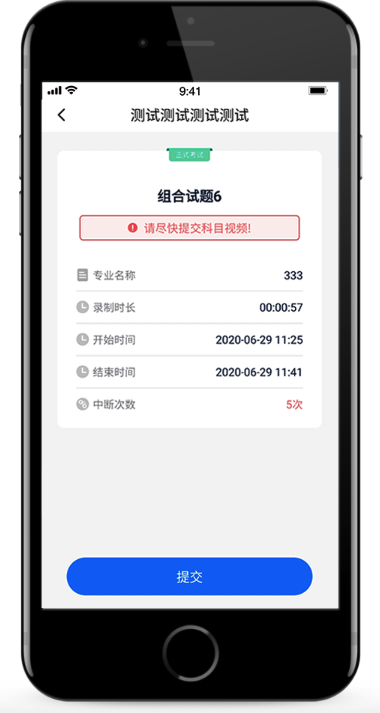 9:41
测试测试测试测试
正式考试
组合试题6
请尽快提交科目视频!
专业名称 333
录制时长 00:00:57
开始时间 2020-06-29 11:25
结束时间 2020-06-29 11:41
中断次数 5次
提交